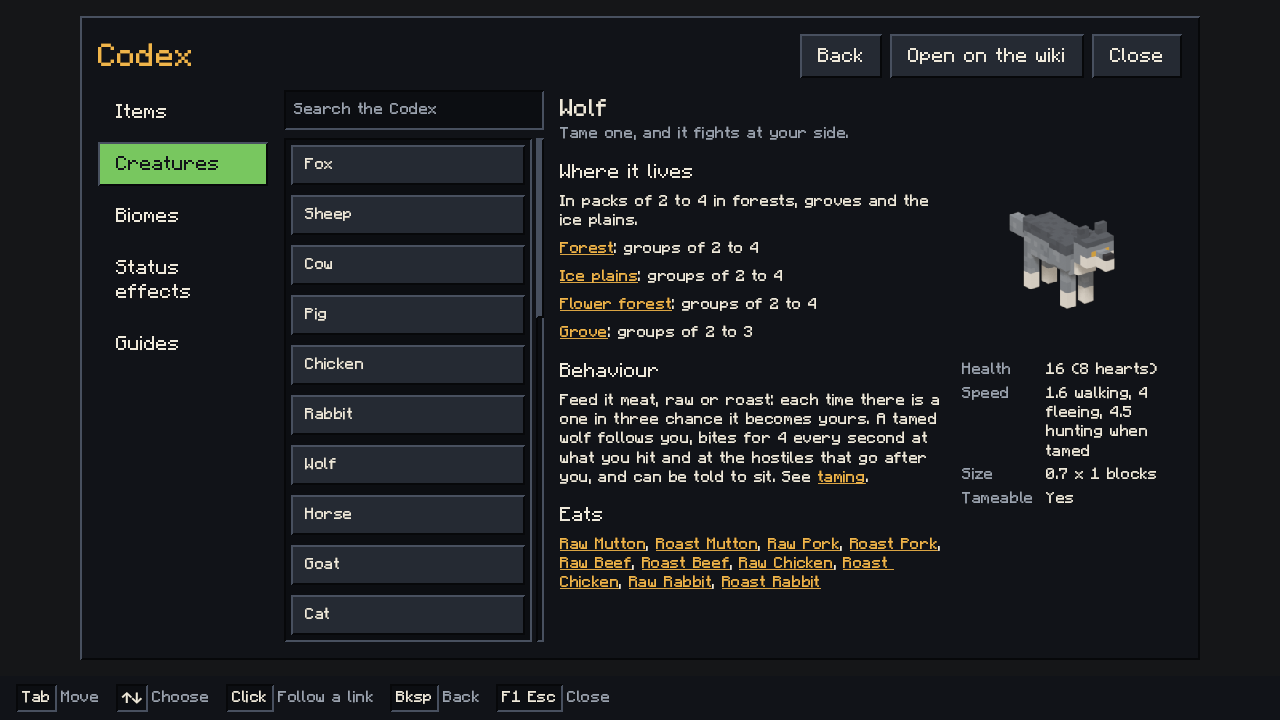 Codex
Back
Open on the wiki
Close
Items
Creatures
Biomes
Status
effects
Guides
Search the Codex
Fox
Sheep
Cow
Pig
Chicken
Rabbit
Wolf
Horse
Goat
Cat
Wolf
Tame one, and it fights at your side.
Where it lives
In packs of 2 to 4 in forests, groves and the
ice plains.
Forest: groups of 2 to 4
Ice plains: groups of 2 to 4
Flower forest: groups of 2 to 4
Grove: groups of 2 to 3
Behaviour
Feed it meat, raw or roast: each time there is a
one in three chance it becomes yours. A tamed
wolf follows you, bites for 4 every second at
what you hit and at the hostiles that go after
you, and can be told to sit. See taming.
Eats
Raw Mutton, Roast Mutton, Raw Pork, Roast Pork,
Raw Beef, Roast Beef, Raw Chicken, Roast
Chicken, Raw Rabbit, Roast Rabbit
Health 16 (8 hearts)
Speed 1.6 walking, 4
fleeing, 4.5
hunting when
tamed
Size 0.7 x 1 blocks
Tameable Yes
Tab Move ↑↓ Choose Click Follow a link Bksp Back F1 Esc Close